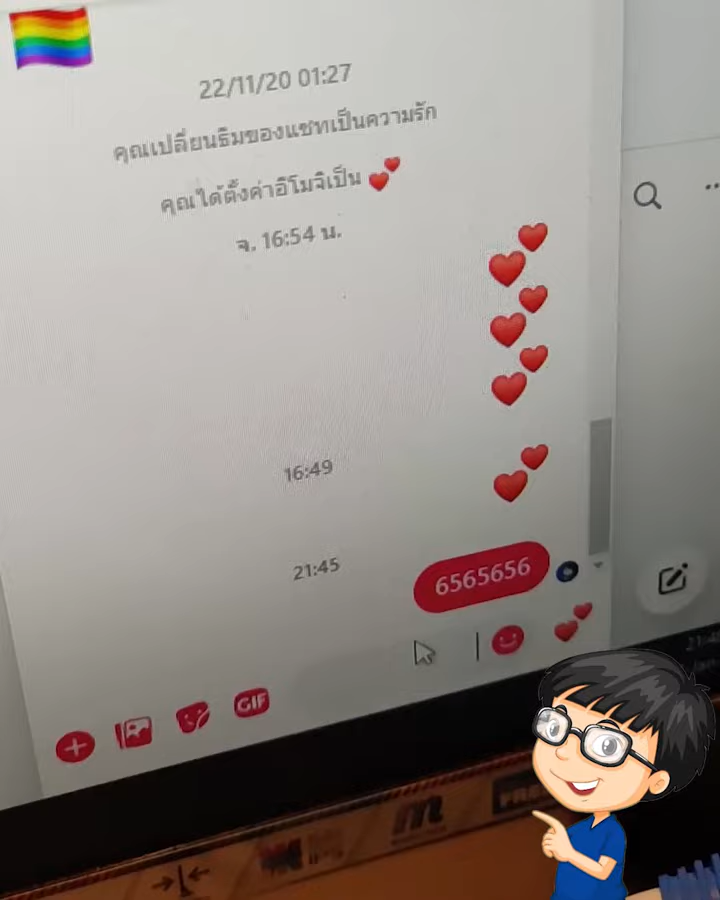 22/11/20 01:27
คุณเปลี่ยนธีมของแชทเป็นความรัก
คุณได้ตั้งค่าอีโมจิเป็น 💕
จ. 16:54 น.
16:49
21:45
6565656
GIF
m